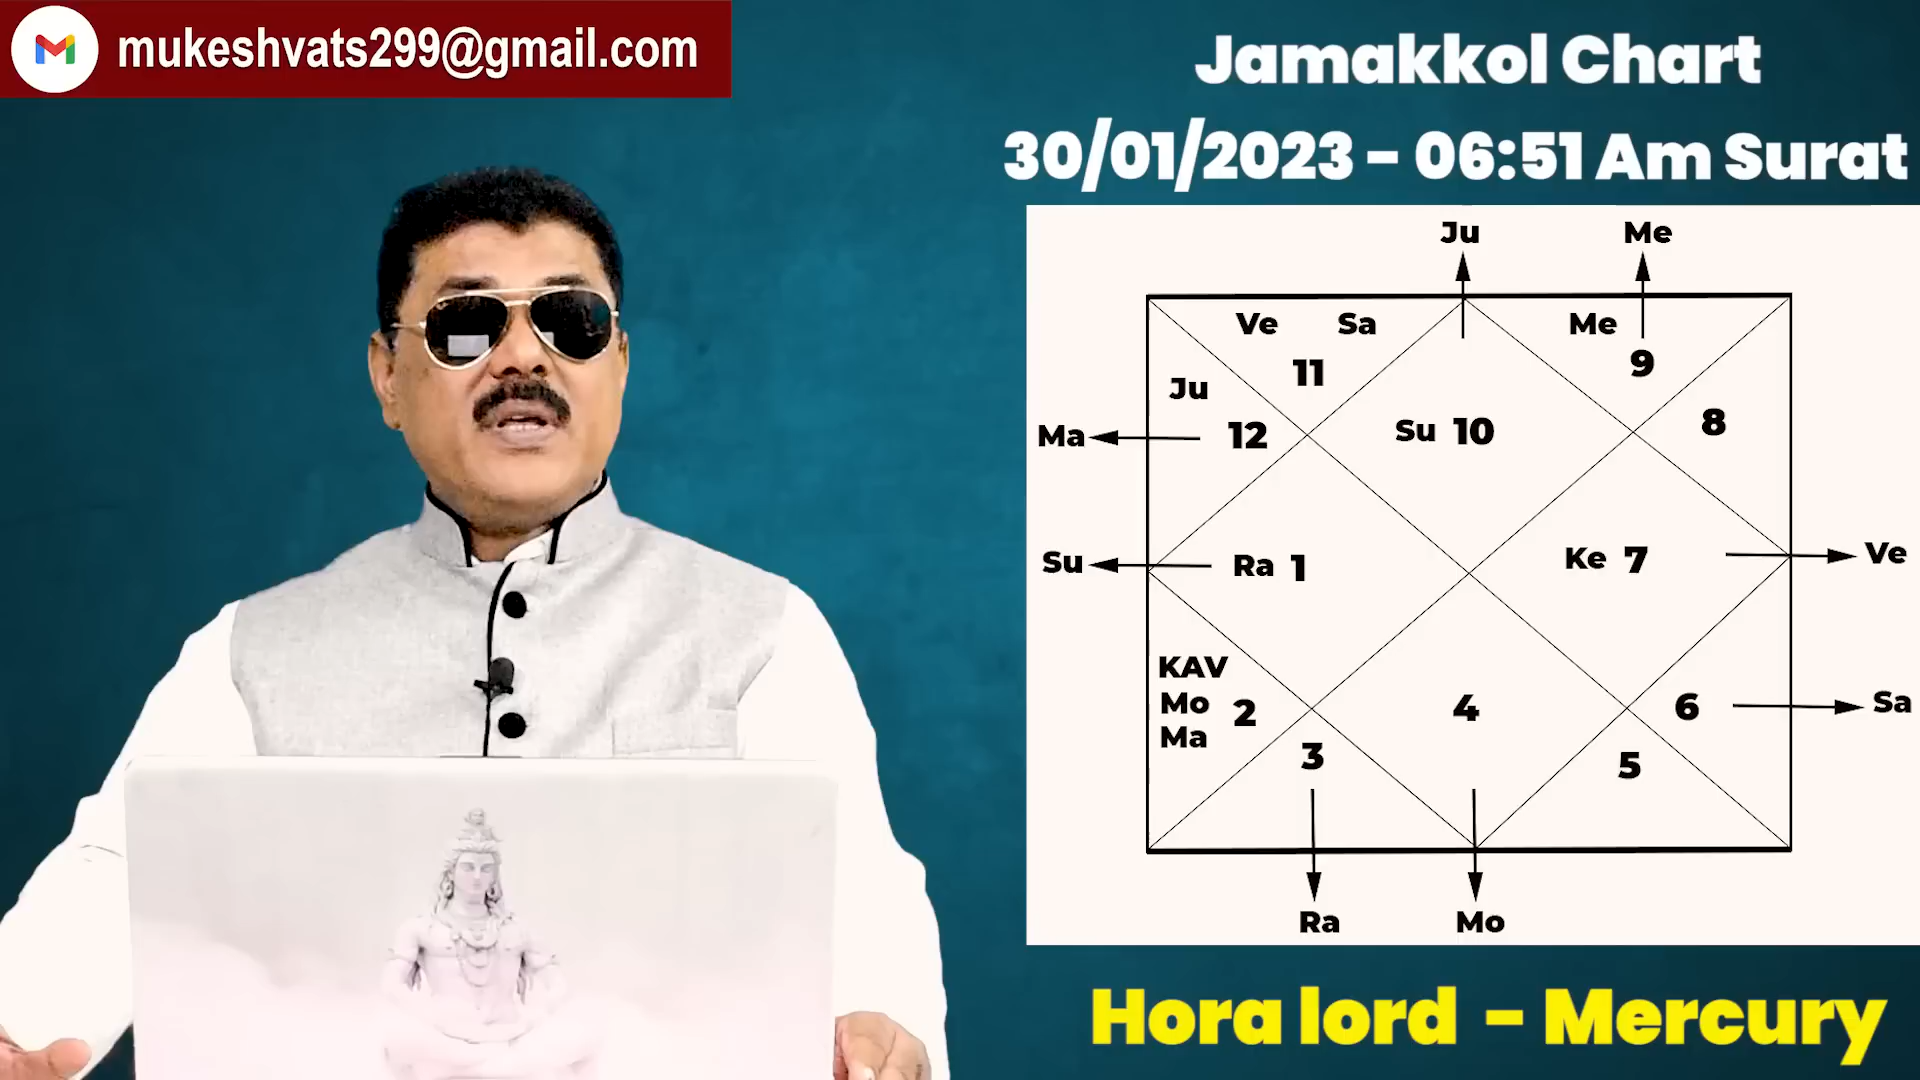 mukeshvats299@gmail.com
Jamakkol Chart
30/01/2023 - 06:51 Am Surat
Ju Me
Ve Sa Me
11 9
Ju
Ma 12 Su 10 8
Su Ra 1 Ke 7 Ve
KAV
Mo 2 4 6 Sa
Ma
3 5
Ra Mo
Hora lord - Mercury